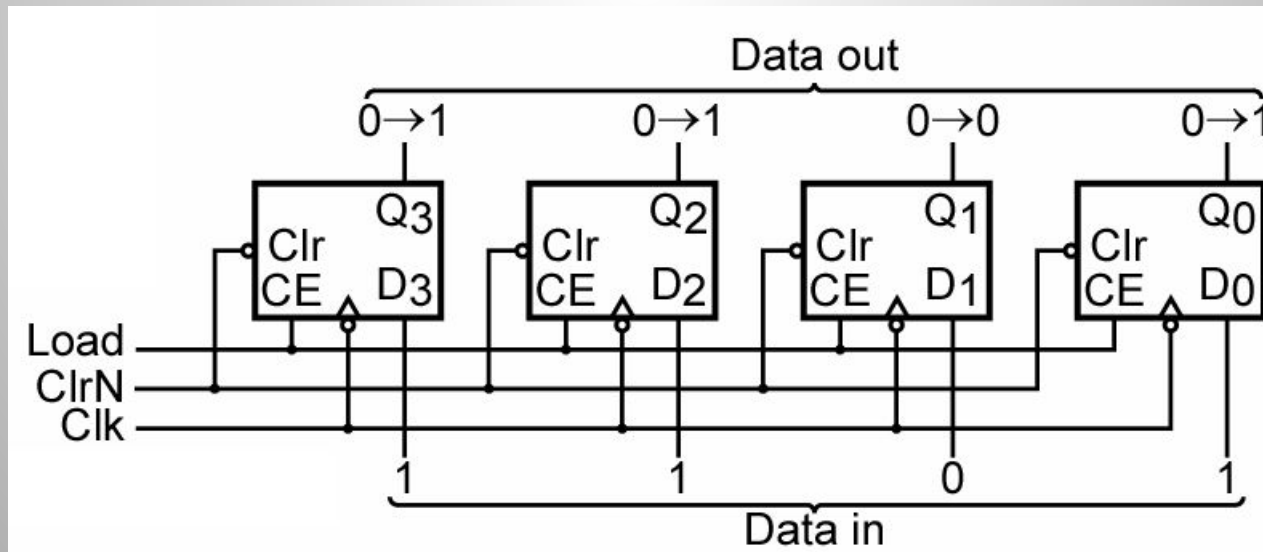 Data out
0→1 0→1 0→0 0→1
Q3 Q2 Q1 Q0
Clr Clr Clr Clr
CE D3 CE D2 CE D1 CE D0
Load
ClrN
Clk
1 1 0 1
Data in